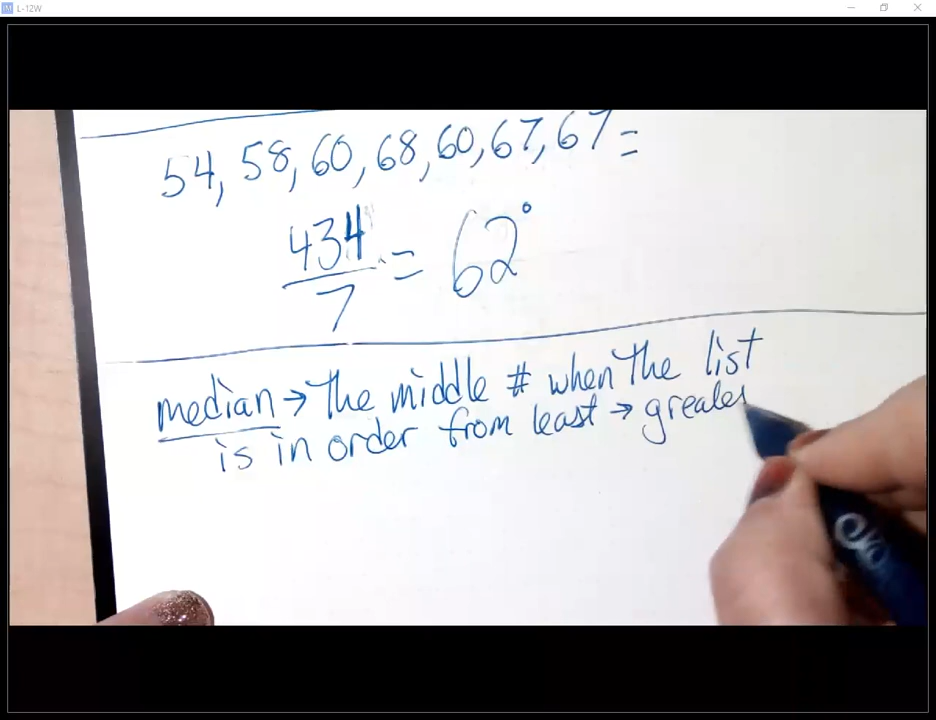 L-12W
54, 58, 60, 68, 60, 67, 67 =
434
7
= 62°
median → the middle # when the list
is in order from least → greates